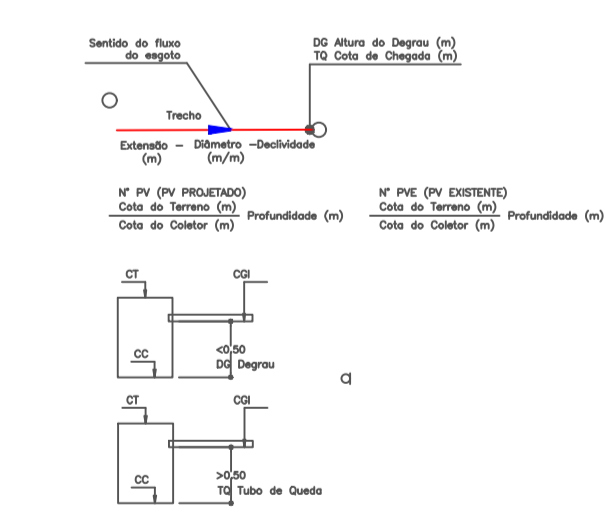 Sentido do fluxo
do esgoto
DG Altura do Degrau (m)
TQ Cota de Chegada (m)
Trecho
Extensão - Diâmetro -Declividade
(m) (m/m)
N° PV (PV PROJETADO)
Cota do Terreno (m)
Cota do Coletor (m)
Profundidade (m)
N° PVE (PV EXISTENTE)
Cota do Terreno (m)
Cota do Coletor (m)
Profundidade (m)
CT
CGI
CC
<0,50
DG Degrau
q
CT
CGI
CC
>0,50
TQ Tubo de Queda